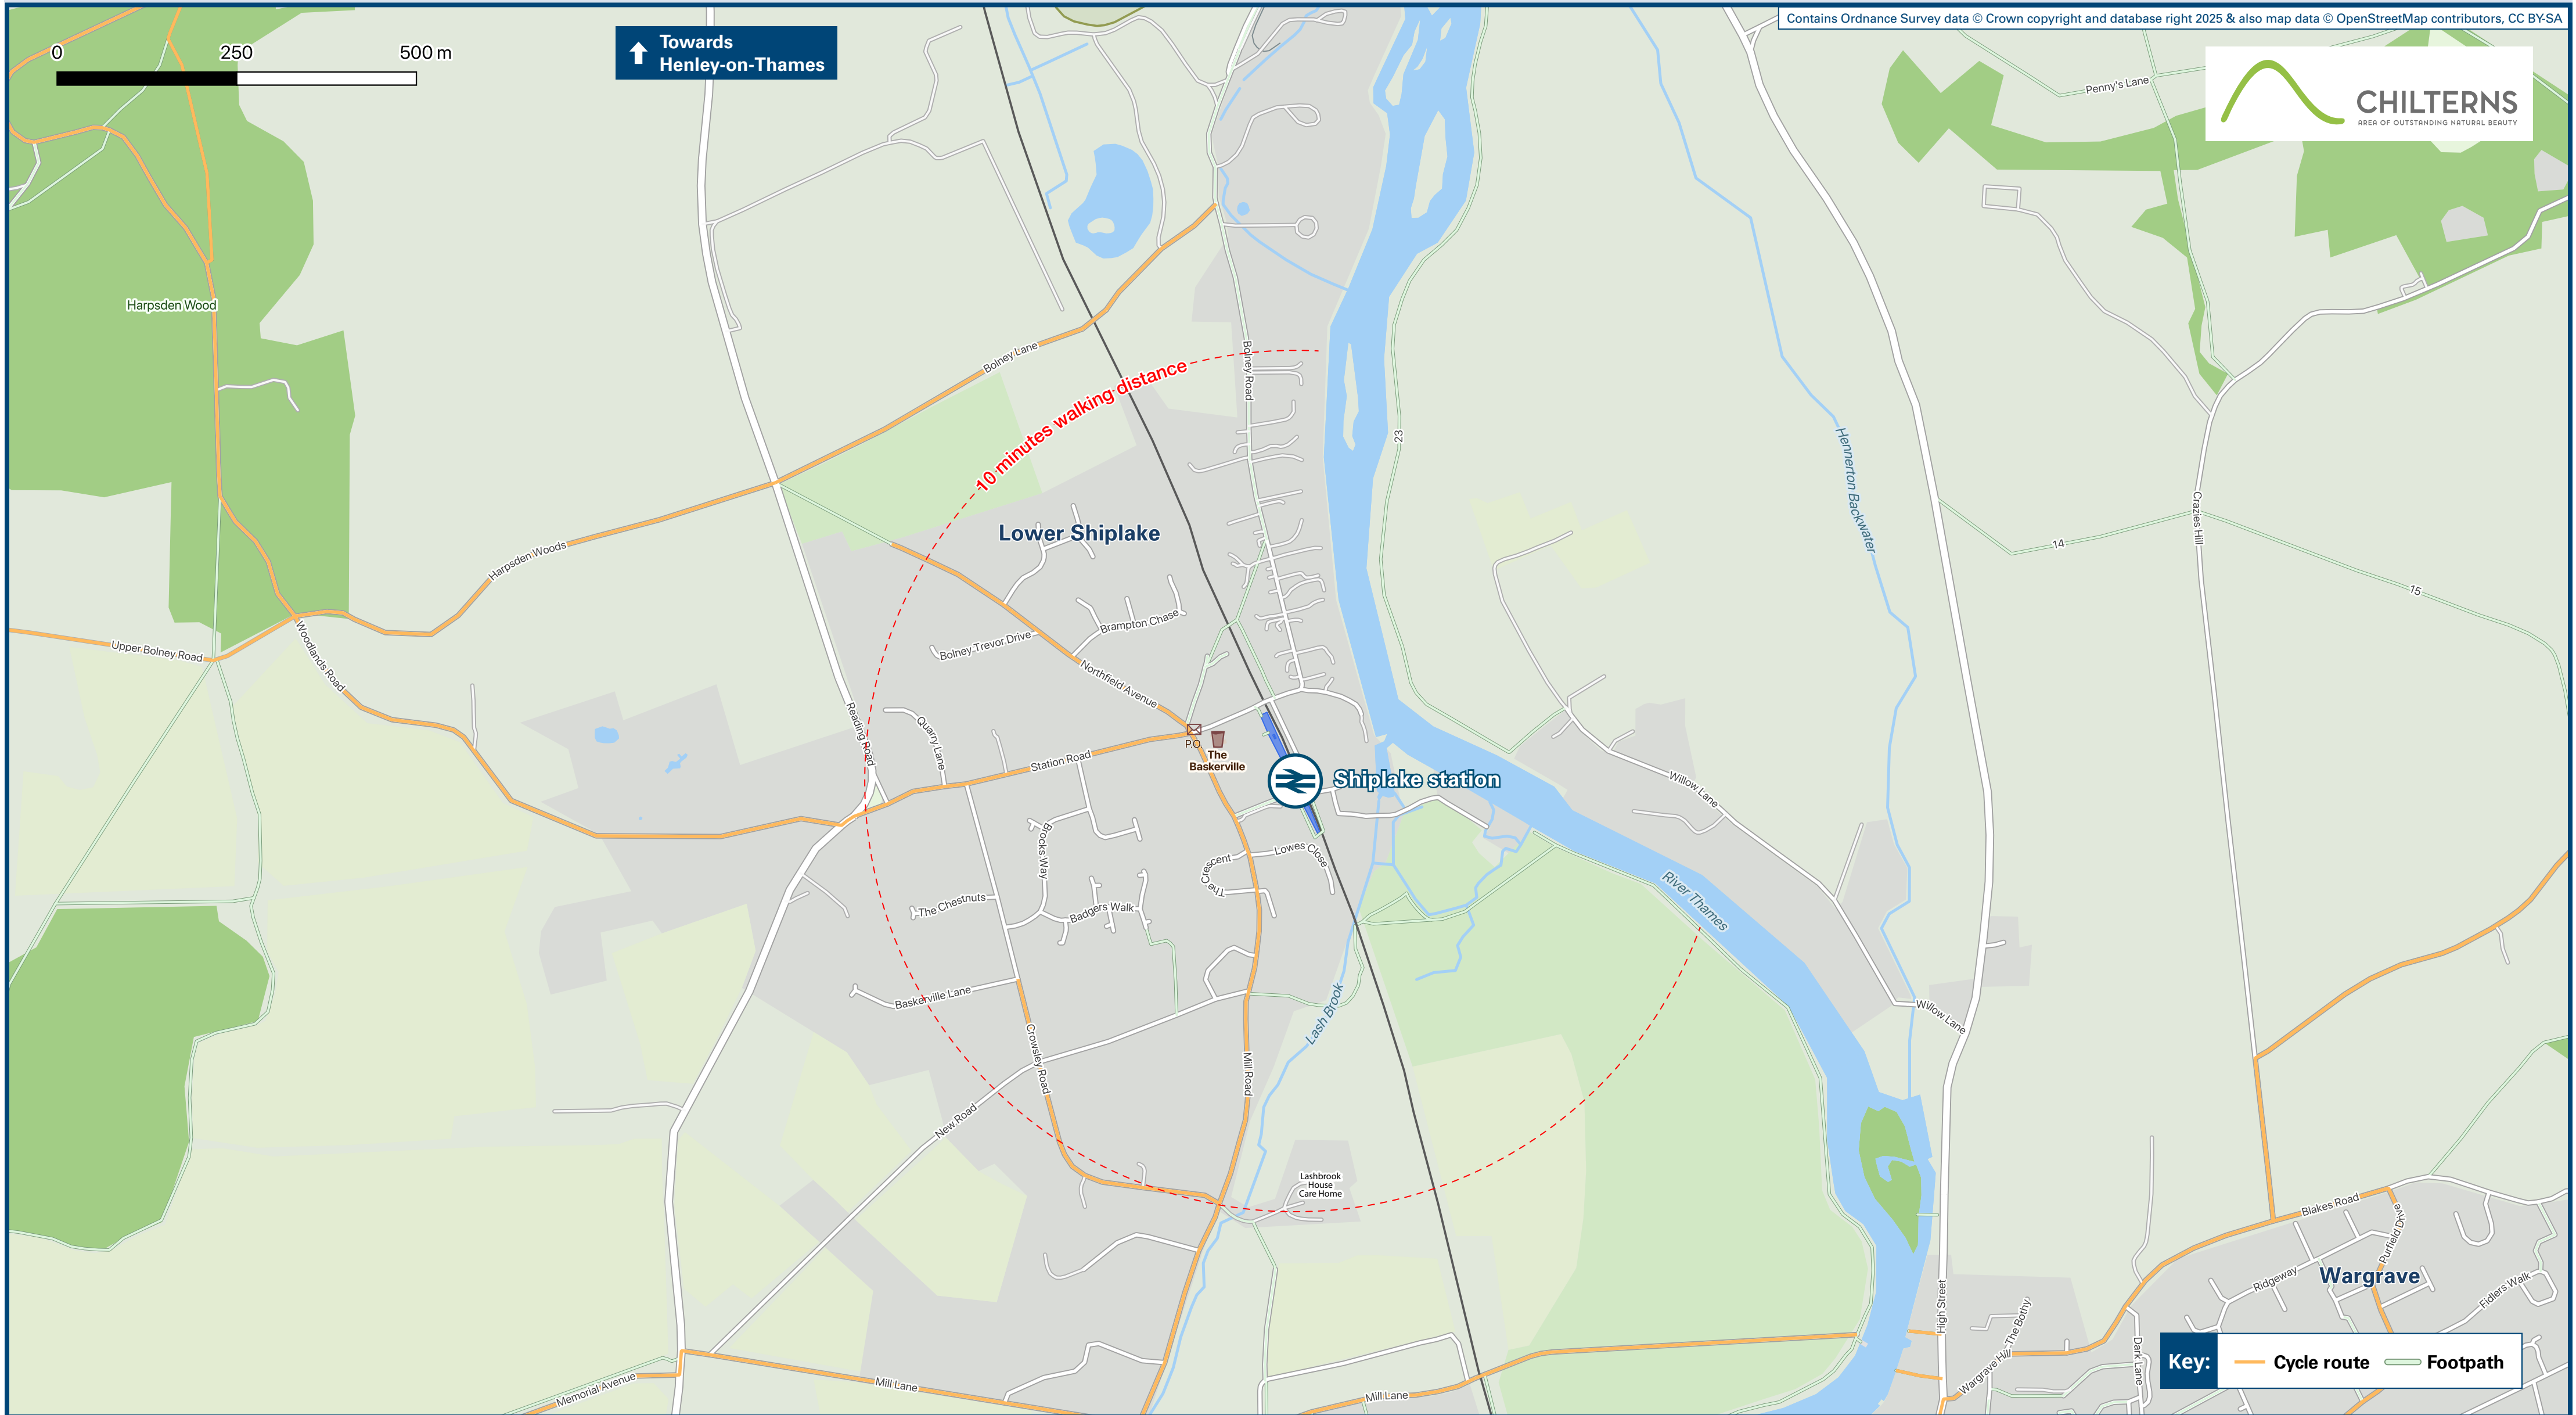 Contains Ordnance Survey data © Crown copyright and database right 2025 & also map data © OpenStreetMap contributors, CC BY-SA
0 250 500 m
Towards
Henley-on-Thames
CHILTERNS
AREA OF OUTSTANDING NATURAL BEAUTY
Penny's Lane
Harpsden Wood
Bolney Lane
Bolney Road
10 minutes walking distance
23
Hennerton Backwater
Crazies Hill
Lower Shiplake
14
15
Harpsden Woods
Brampton Chase
Bolney Trevor Drive
Upper Bolney Road
Woodlands Road
Northfield Avenue
Reading Road
Quarry Lane
P.O.
The
Baskerville
Station Road
Shiplake station
Willow Lane
Brocks Way
The Crescent
Lowes Close
River Thames
The Chestnuts
Badgers Walk
Baskerville Lane
Lash Brook
Willow Lane
Crowsley Road
Mill Road
New Road
Lashbrook
House
Care Home
Blakes Road
Purfield Drive
Wargrave
Ridgeway
Fidlers Walk
High Street
The Bothy
Wargrave Hill
Dark Lane
Key:
Cycle route
Footpath
Memorial Avenue
Mill Lane
Mill Lane